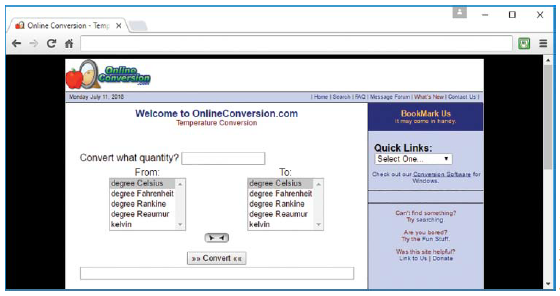 Online Conversion - Temp
Online
Conversion
Monday July 11, 2016
| Home | Search | FAQ | Message Forum | What's New | Contact Us |
Welcome to OnlineConversion.com
Temperature Conversion
Convert what quantity?
From:
To:
degree Celsius
degree Fahrenheit
degree Rankine
degree Reaumur
kelvin
degree Celsius
degree Fahrenheit
degree Rankine
degree Reaumur
kelvin
»» Convert ««
BookMark Us
It may come in handy.
Quick Links:
Select One...
Check out our Conversion Software for
Windows.
Can't find something?
Try searching.
Are you bored?
Try the Fun Stuff.
Was this site helpful?
Link to Us | Donate